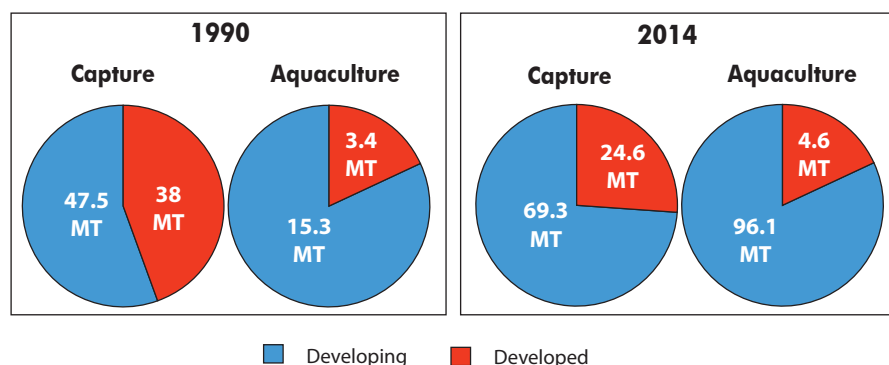 1990
Capture
Aquaculture
47.5
MT
38
MT
3.4
MT
15.3
MT
2014
Capture
Aquaculture
24.6
MT
69.3
MT
4.6
MT
96.1
MT
Developing
Developed